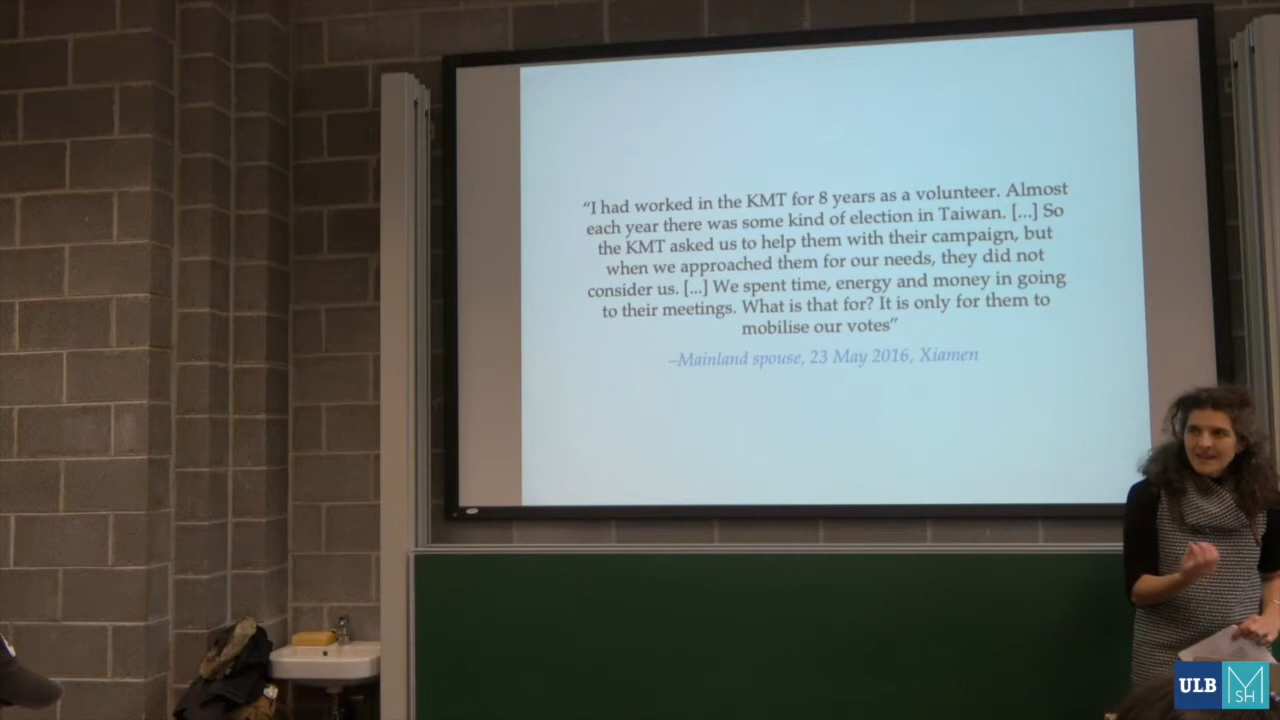 “I had worked in the KMT for 8 years as a volunteer. Almost
each year there was some kind of election in Taiwan. [...] So
the KMT asked us to help them with their campaign, but
when we approached them for our needs, they did not
consider us. [...] We spent time, energy and money in going
to their meetings. What is that for? It is only for them to
mobilise our votes”
–Mainland spouse, 23 May 2016, Xiamen
ULB
MSH